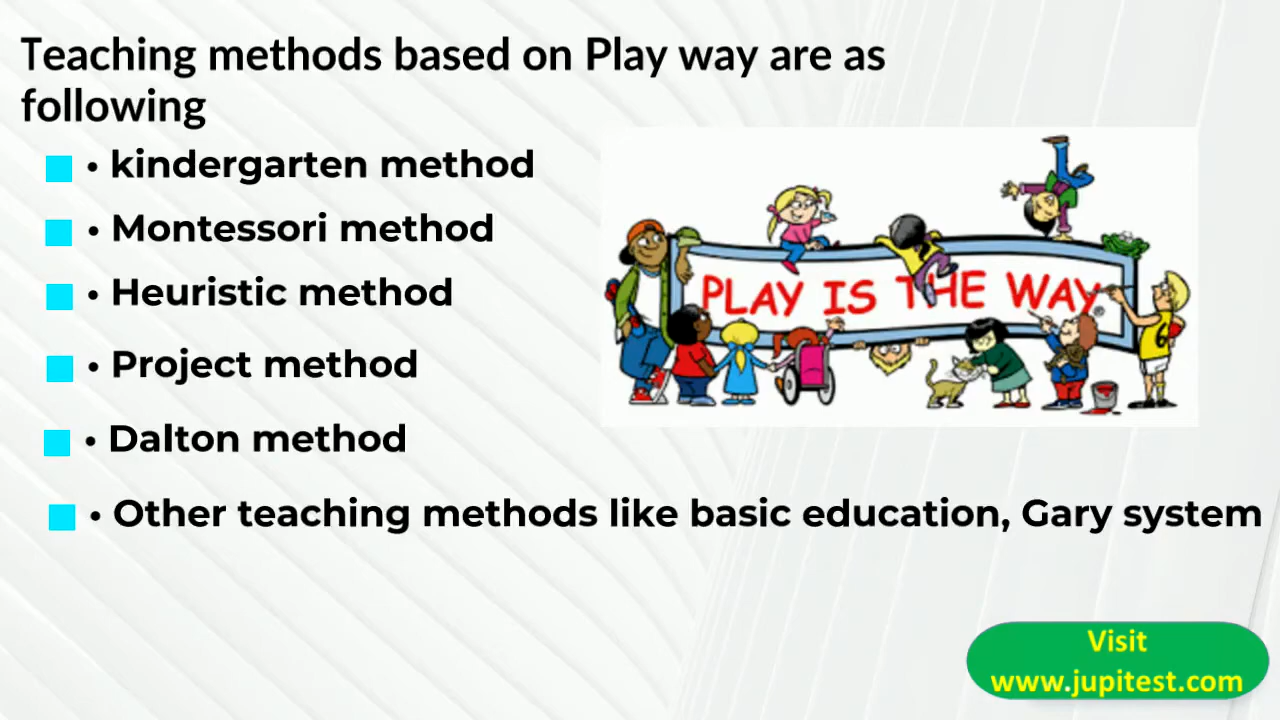 Teaching methods based on Play way are as
following
• kindergarten method
• Montessori method
• Heuristic method
• Project method
• Dalton method
• Other teaching methods like basic education, Gary system
PLAY IS THE WAY®
6
Visit
www.jupitest.com